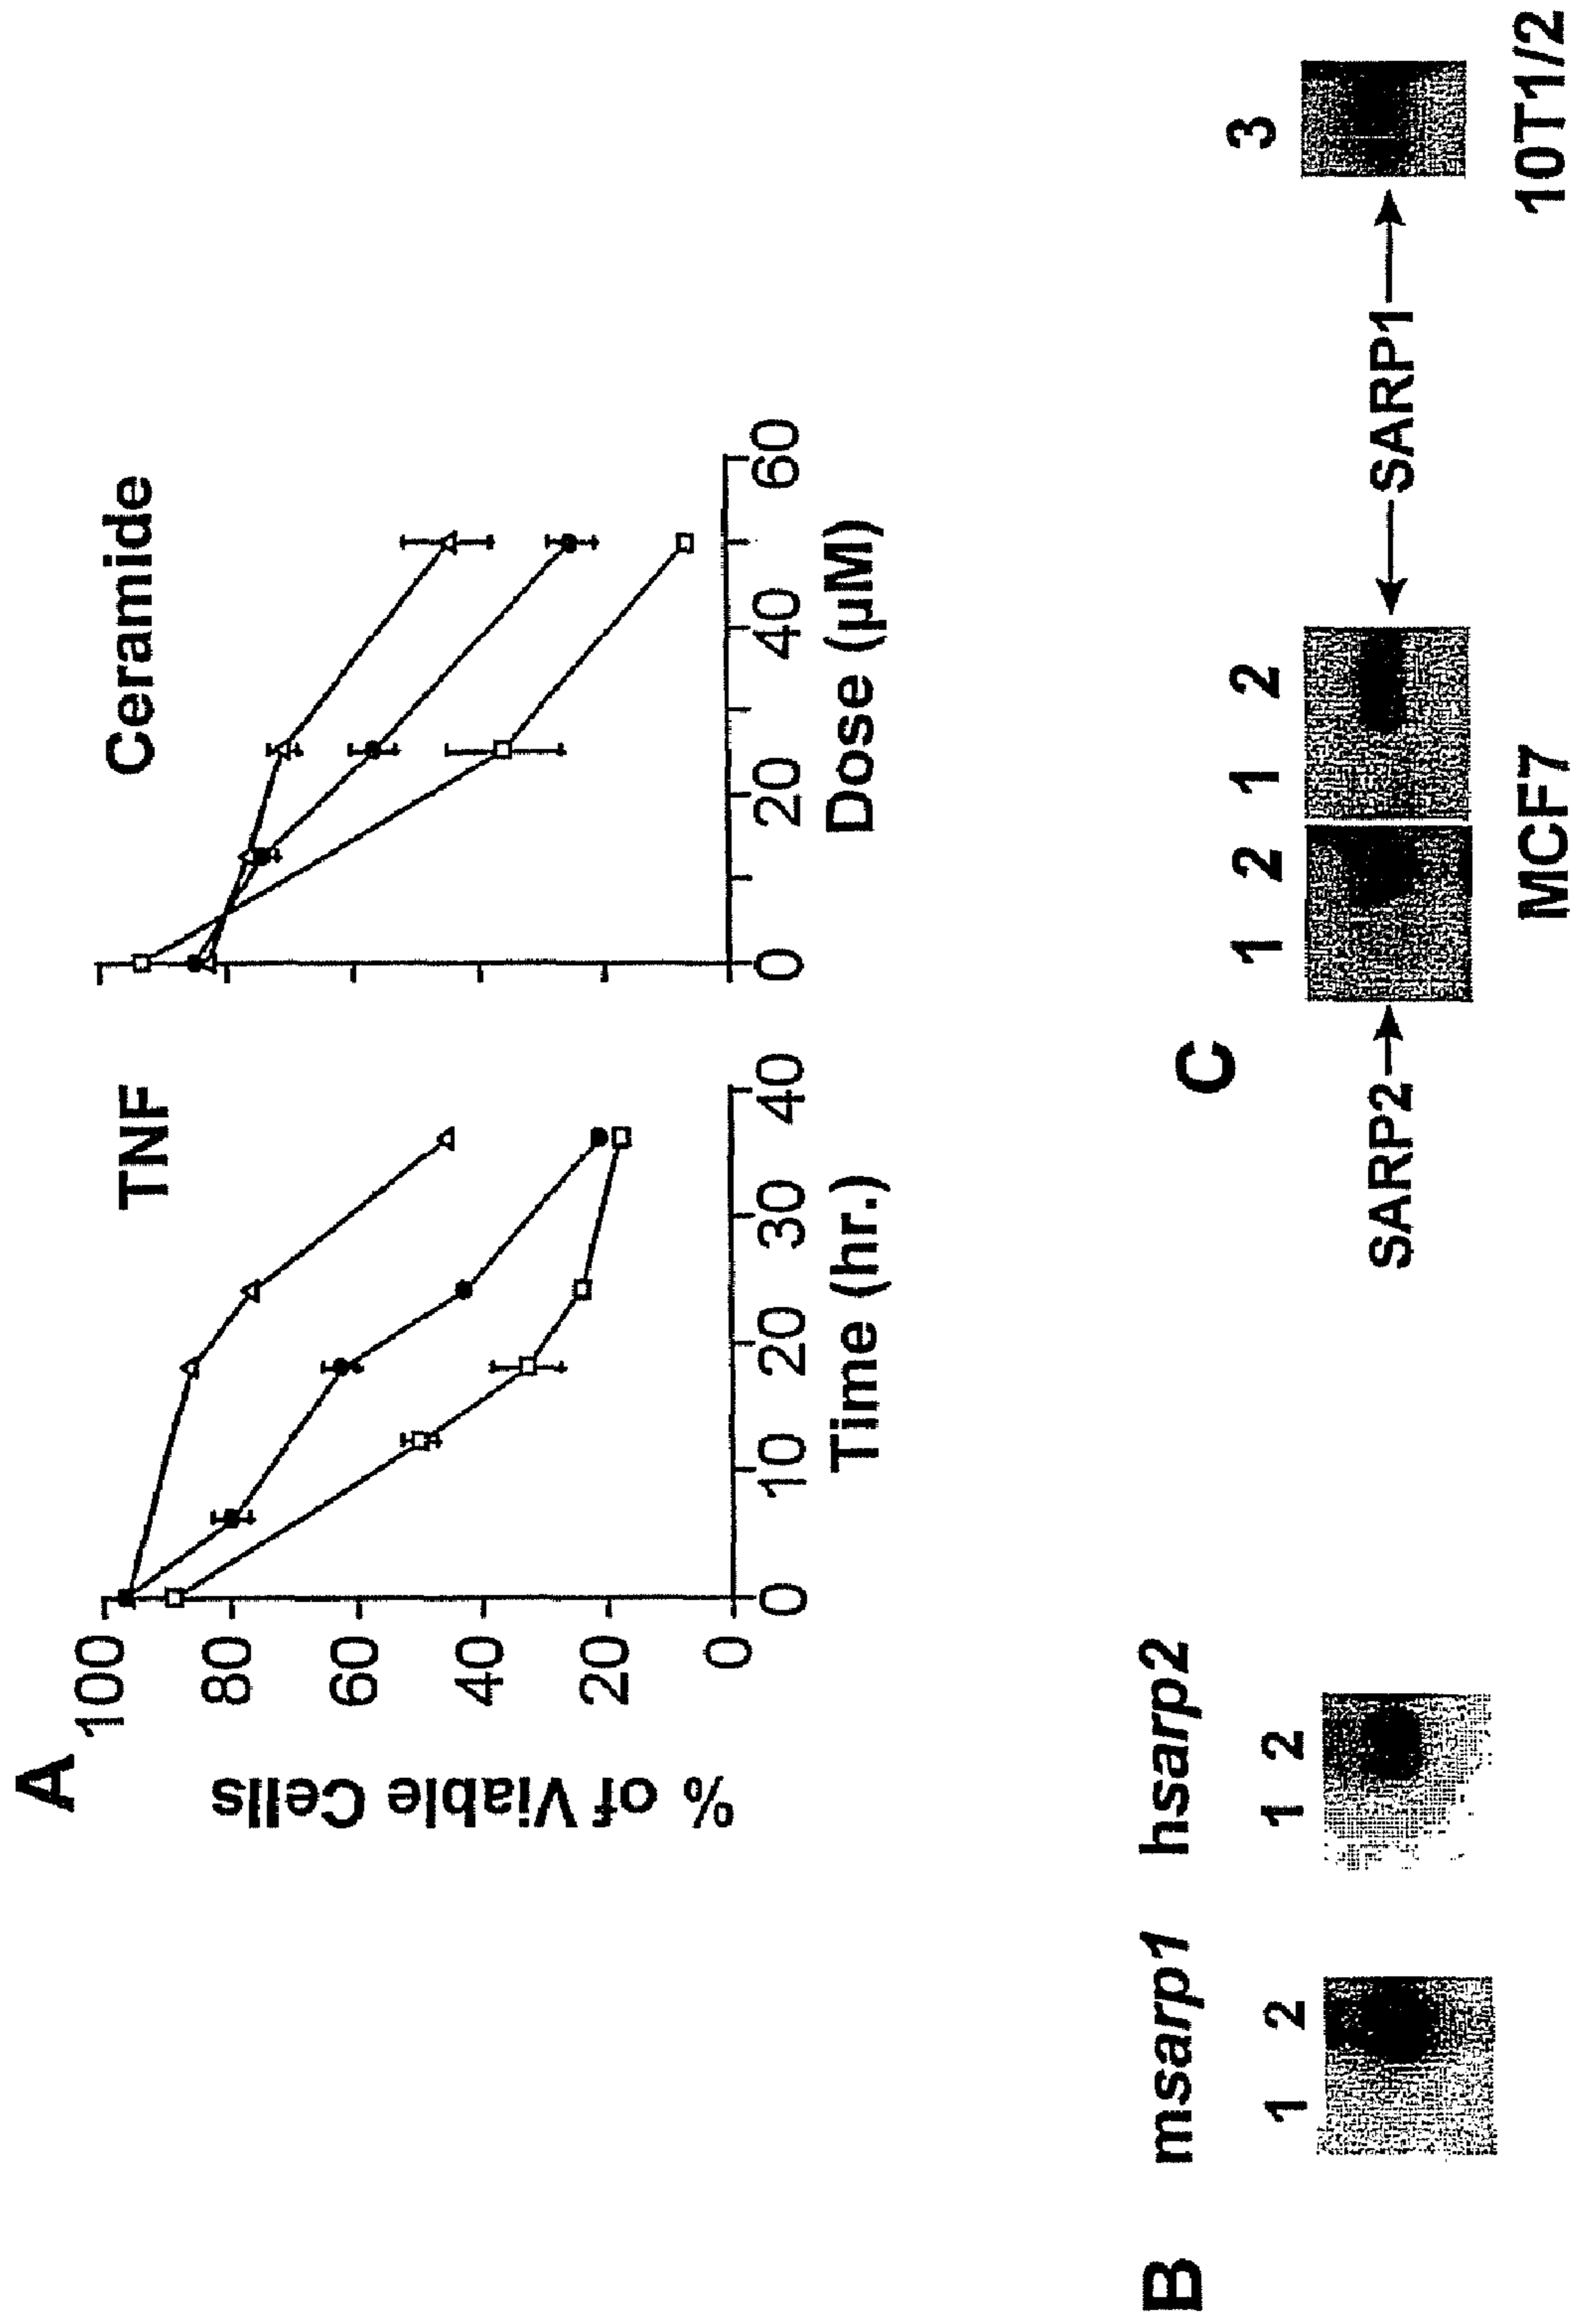 A
TNF
Ceramide
% of Viable Cells
100
80
60
40
20
0
0 10 20 30 40
Time (hr.)
0 20 40 60
Dose (µM)
B
msarp1 hsarp2
1 2 1 2
C
1 2 1 2 3
SARP2 SARP1
MCF7 10T1/2